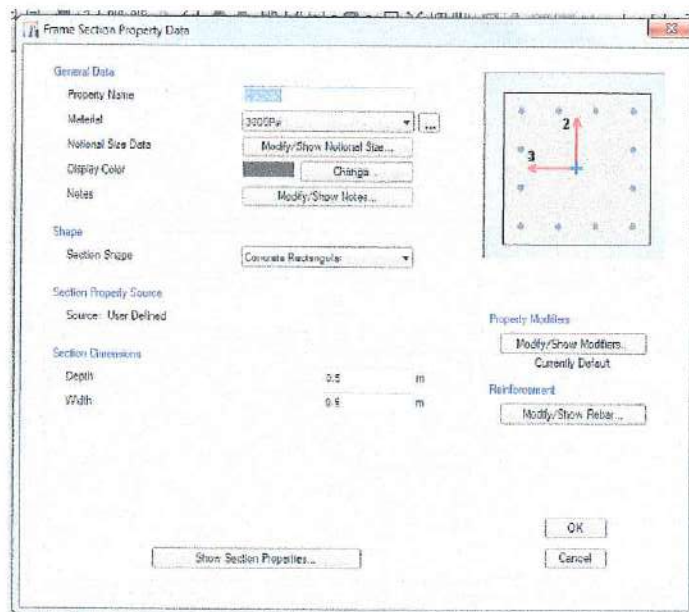 Frame Section Property Data
General Data
Property Name
Material
3000Psi
...
Notional Size Data
Modify/Show Notional Size...
Display Color
Change...
Notes
Modify/Show Notes...
2
3
Shape
Section Shape
Concrete Rectangular
Section Property Source
Source: User Defined
Property Modifiers
Modify/Show Modifiers...
Currently Default
Section Dimensions
Depth
0.5
m
Width
m
Reinforcement
Modify/Show Rebar...
OK
Show Section Properties...
Cancel